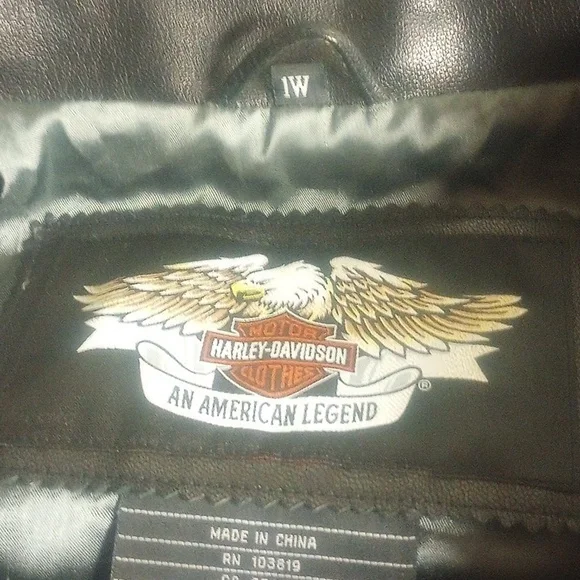 1W
MOTOR
HARLEY-DAVIDSON
CLOTHES
®
AN AMERICAN LEGEND
MADE IN CHINA
RN 103819